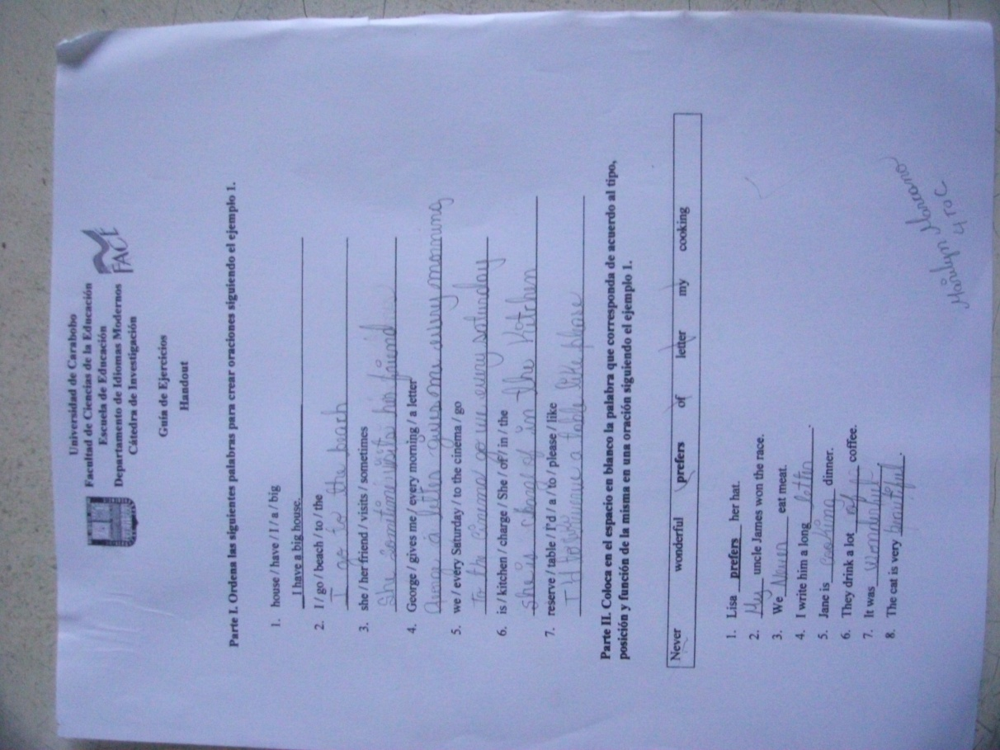 Universidad de Carabobo
Facultad de Ciencias de la Educación
Escuela de Educación
Departamento de Idiomas Modernos
Cátedra de Investigación
FACE
Guía de Ejercicios
Handout
Parte I. Ordena las siguientes palabras para crear oraciones siguiendo el ejemplo 1.
1. house / have / I / a / big
I have a big house.
2. I / go / beach / to / the
I go to the beach
3. she / her friend / visits / sometimes
She friend
4. George / gives me / every morning / a letter
a letter gives me every morning
5. we / every Saturday / to the cinema / go
To the cinema go we every saturday
6. is / kitchen / charge / She / of / in / the
She is charge of in the Kitchen
7. reserve / table / I'd / a / to / please / like
I'd to reserve a table like please
Parte II. Coloca en el espacio en blanco la palabra que corresponda de acuerdo al tipo,
posición y función de la misma en una oración siguiendo el ejemplo 1.
Never wonderful prefers of letter my cooking
1. Lisa prefers her hat.
2. My uncle James won the race.
3. We Never eat meat.
4. I write him a long letter.
5. Jane is cooking dinner.
6. They drink a lot of coffee.
7. It was wonderful.
8. The cat is very beautiful.
Marilyn Marcano
4 TO C